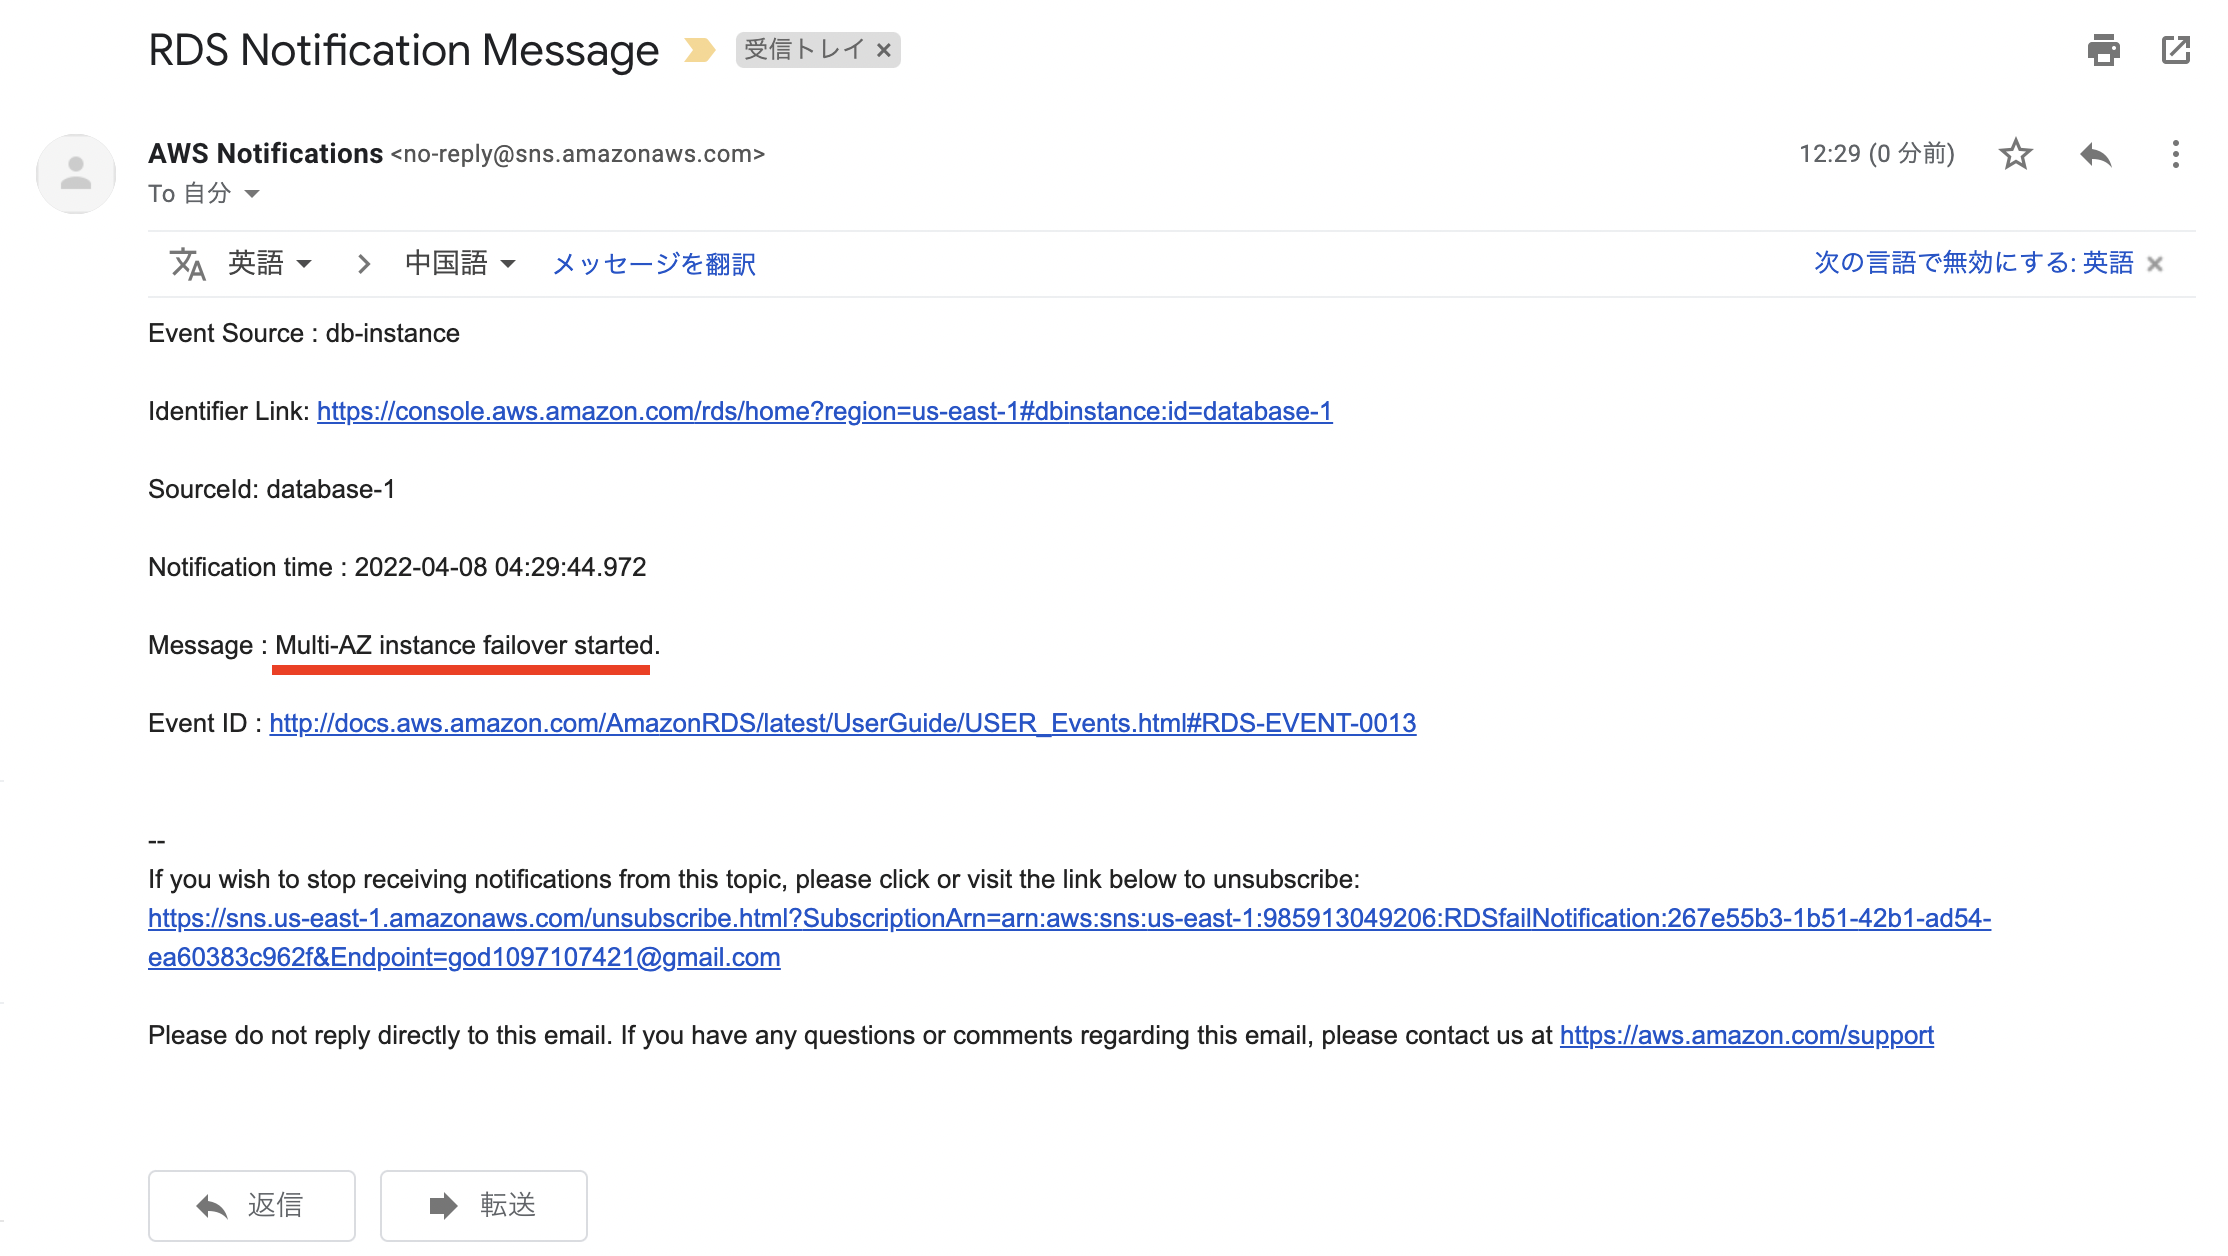 RDS Notification Message 受信トレイ ×
AWS Notifications <no-reply@sns.amazonaws.com> 12:29 (0 分前)
To 自分
英語 中国語 メッセージを翻訳 次の言語で無効にする: 英語 ×
Event Source : db-instance
Identifier Link: https://console.aws.amazon.com/rds/home?region=us-east-1#dbinstance:id=database-1
SourceId: database-1
Notification time : 2022-04-08 04:29:44.972
Message : Multi-AZ instance failover started.
Event ID : http://docs.aws.amazon.com/AmazonRDS/latest/UserGuide/USER_Events.html#RDS-EVENT-0013
--
If you wish to stop receiving notifications from this topic, please click or visit the link below to unsubscribe:
https://sns.us-east-1.amazonaws.com/unsubscribe.html?SubscriptionArn=arn:aws:sns:us-east-1:985913049206:RDSfailNotification:267e55b3-1b51-42b1-ad54-
ea60383c962f&Endpoint=god1097107421@gmail.com
Please do not reply directly to this email. If you have any questions or comments regarding this email, please contact us at https://aws.amazon.com/support
返信 転送